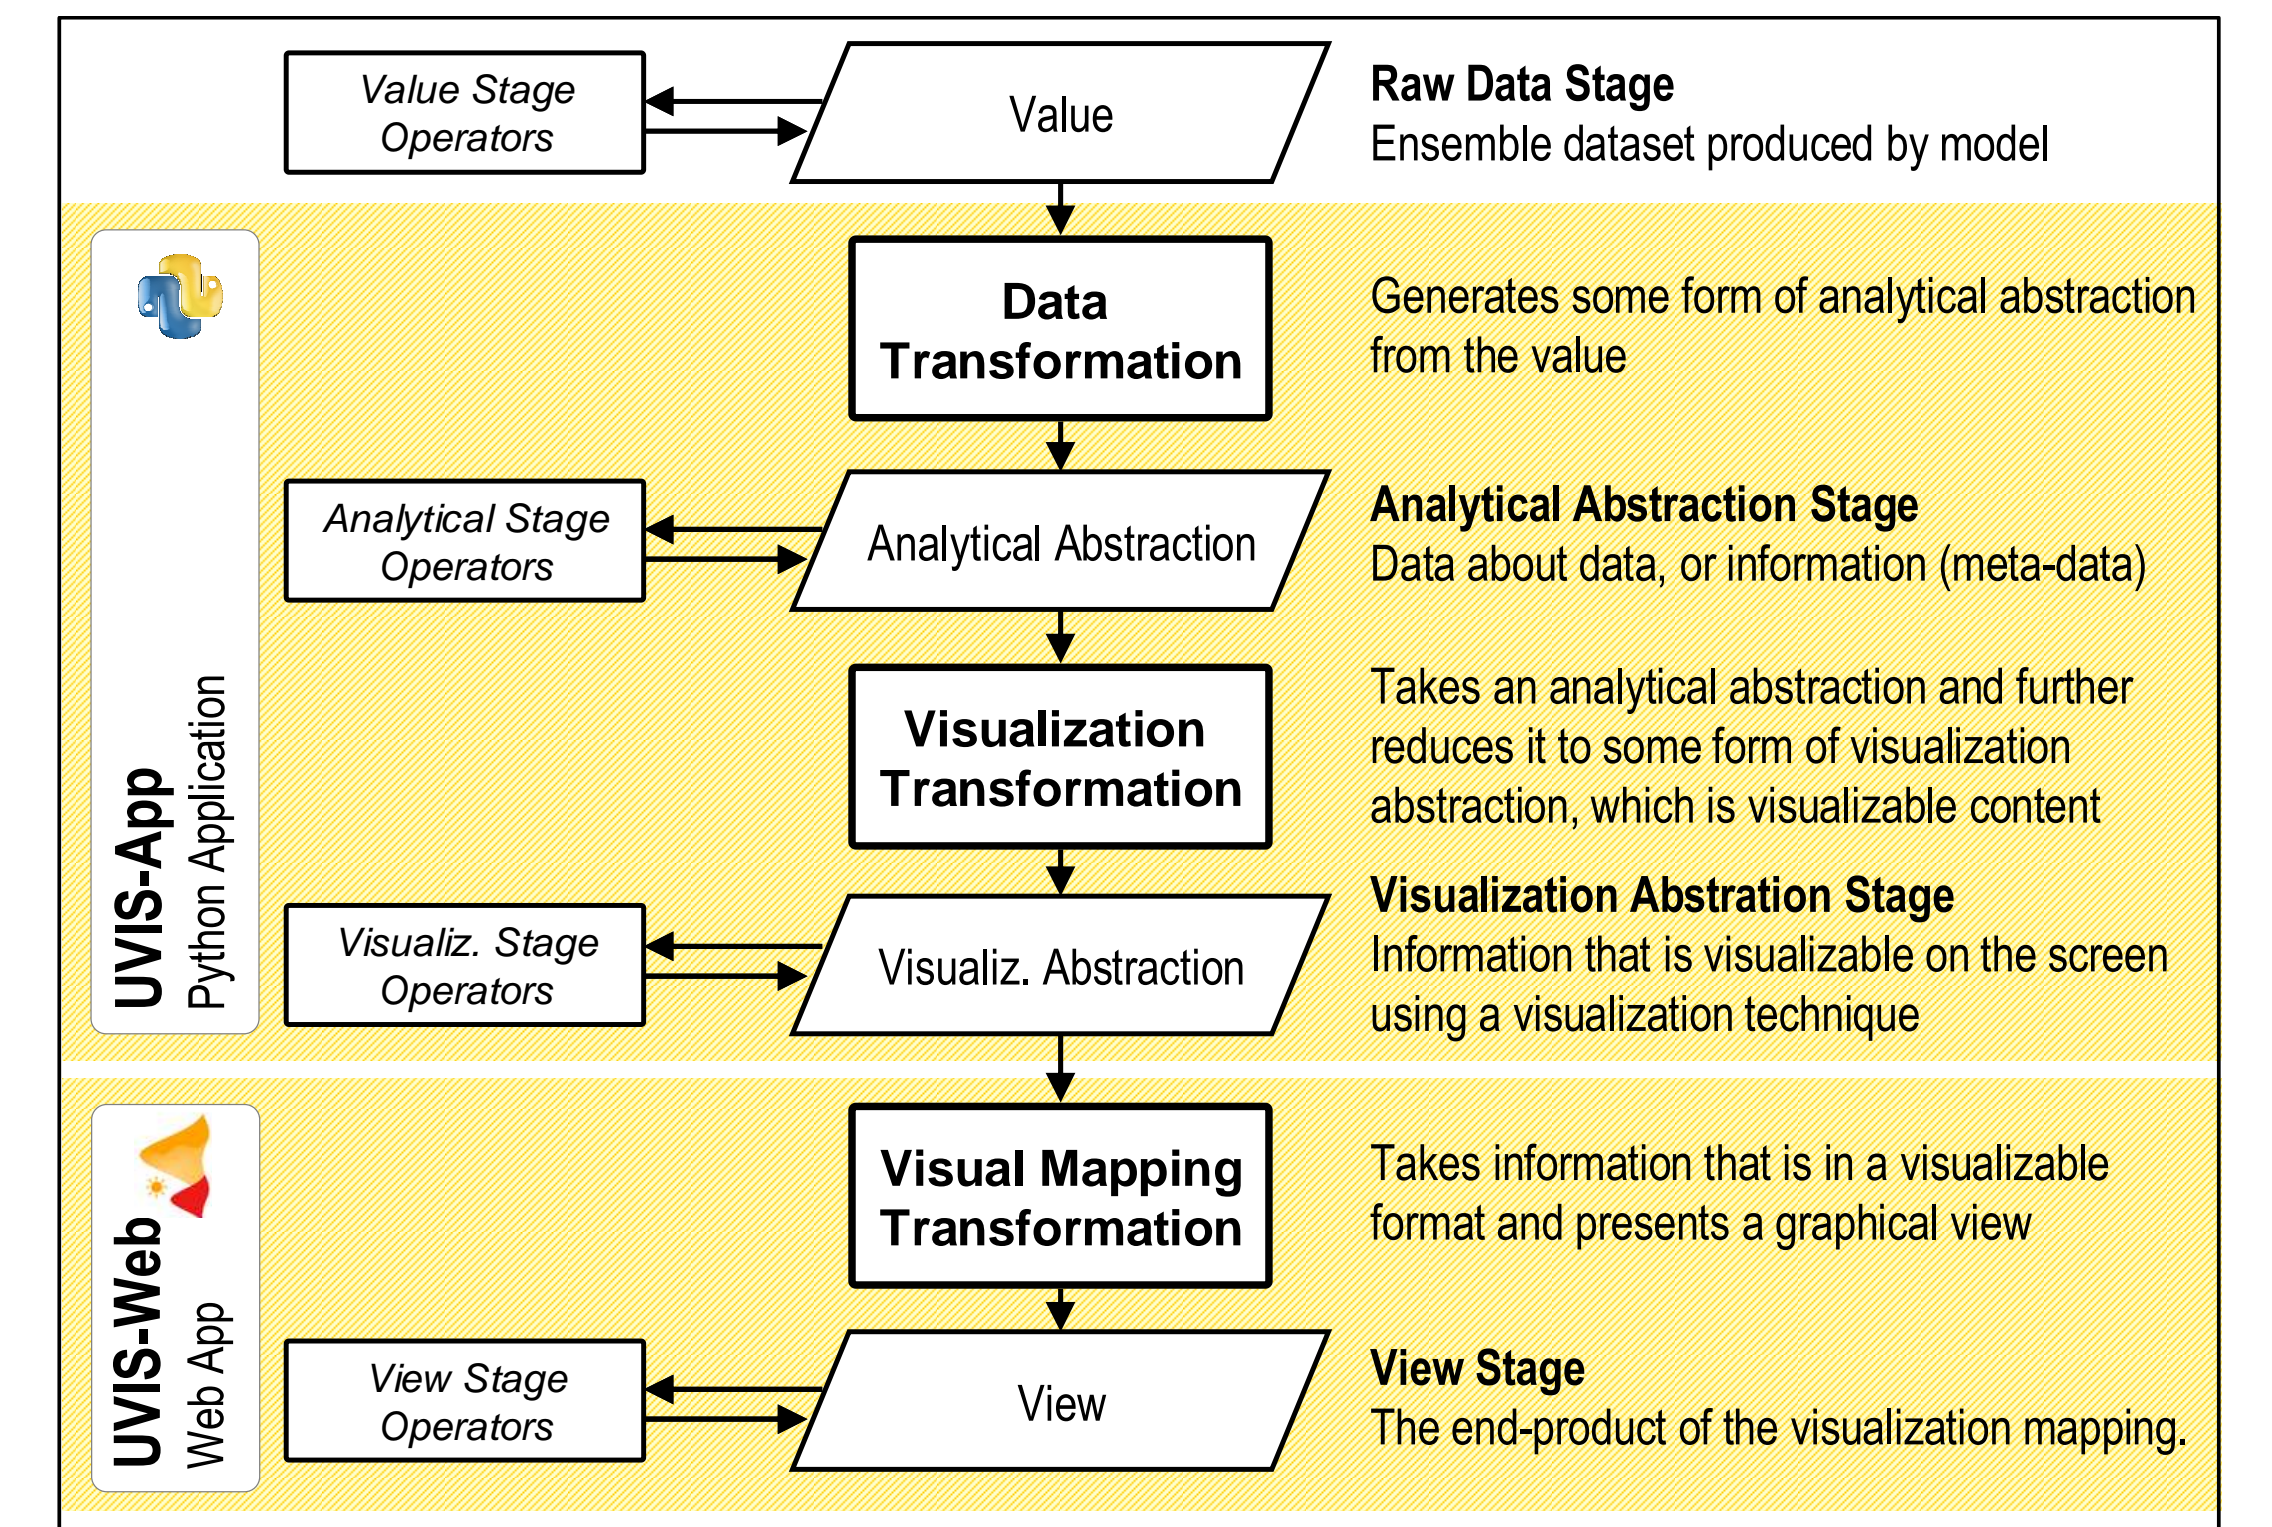 Value Stage
Operators
Value
Raw Data Stage
Ensemble dataset produced by model
Data
Transformation
Generates some form of analytical abstraction
from the value
Analytical Stage
Operators
Analytical Abstraction
Analytical Abstraction Stage
Data about data, or information (meta-data)
Visualization
Transformation
Takes an analytical abstraction and further
reduces it to some form of visualization
abstraction, which is visualizable content
UVIS-App
Python Application
Visualiz. Stage
Operators
Visualiz. Abstraction
Visualization Abstration Stage
Information that is visualizable on the screen
using a visualization technique
Visual Mapping
Transformation
Takes information that is in a visualizable
format and presents a graphical view
UVIS-Web
Web App
View Stage
Operators
View
View Stage
The end-product of the visualization mapping.